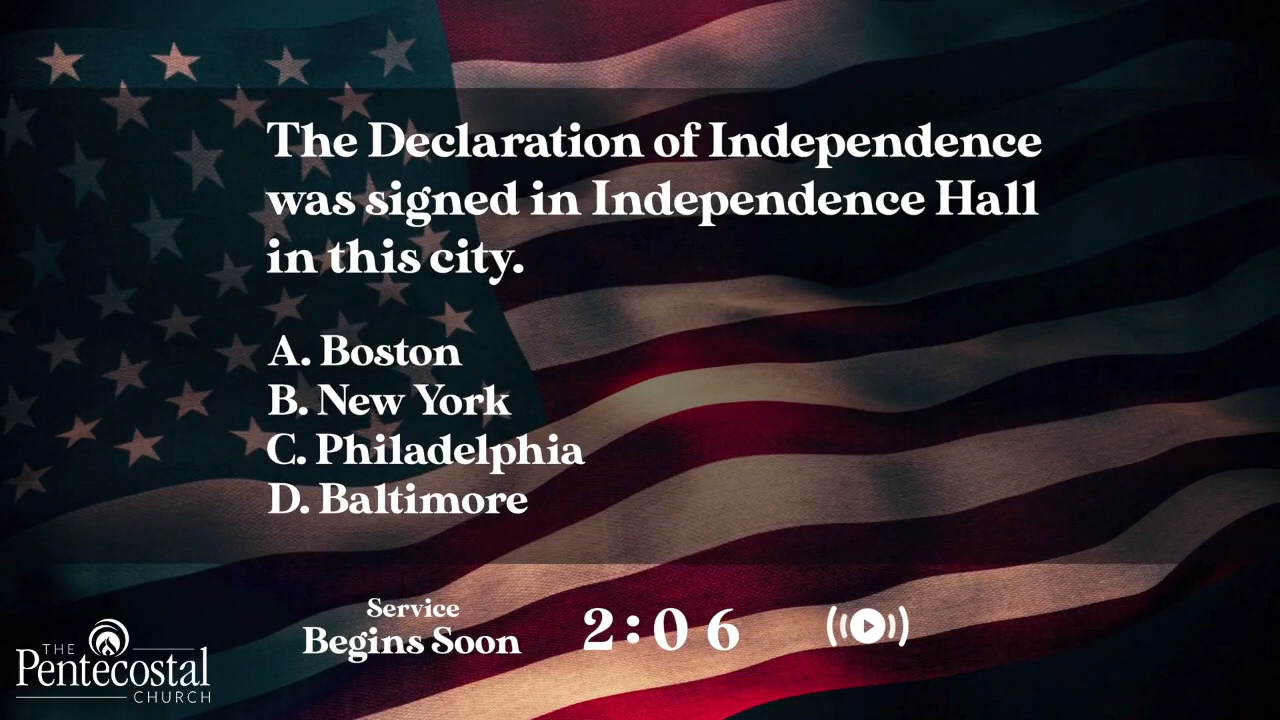 The Declaration of Independence
was signed in Independence Hall
in this city.
A. Boston
B. New York
C. Philadelphia
D. Baltimore
Service
Begins Soon
2:06
THE
Pentecostal
CHURCH